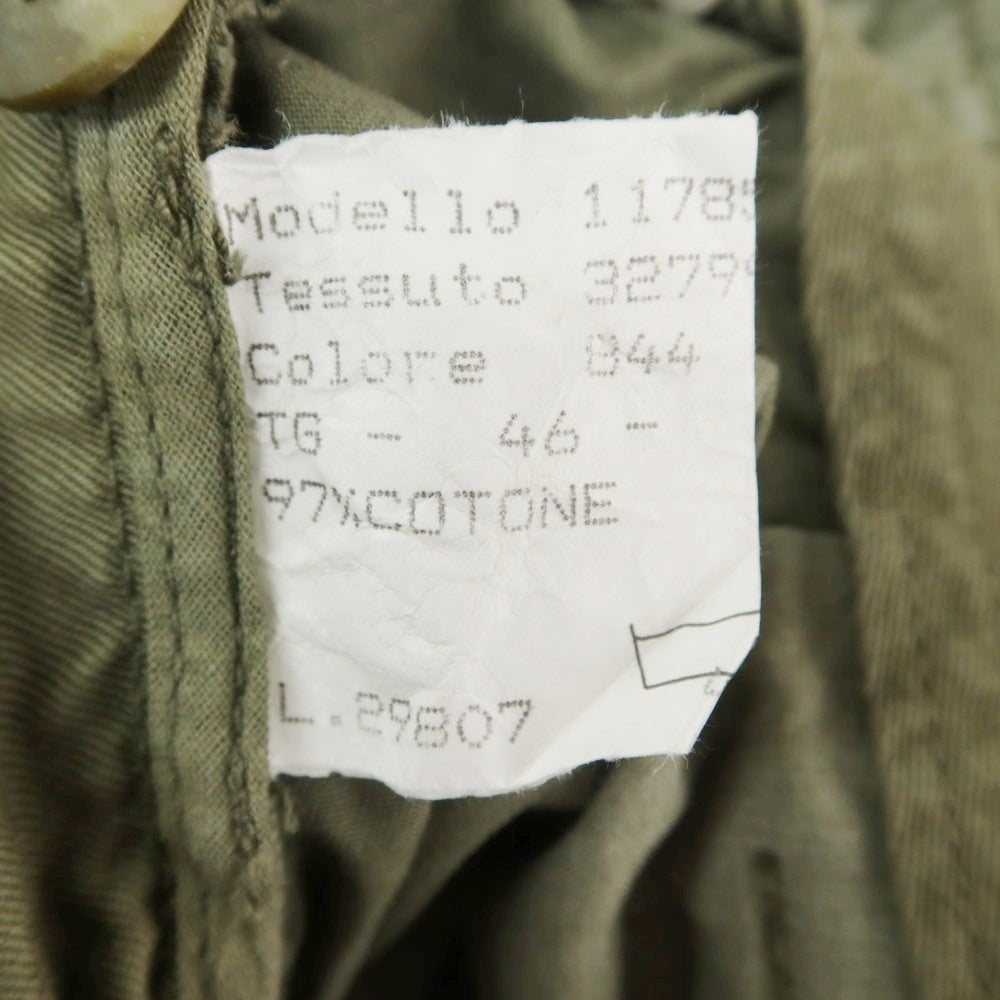 Modello 1178
Tessuto 3279
Colore 844
TG - 46 -
97%COTONE
L.29807